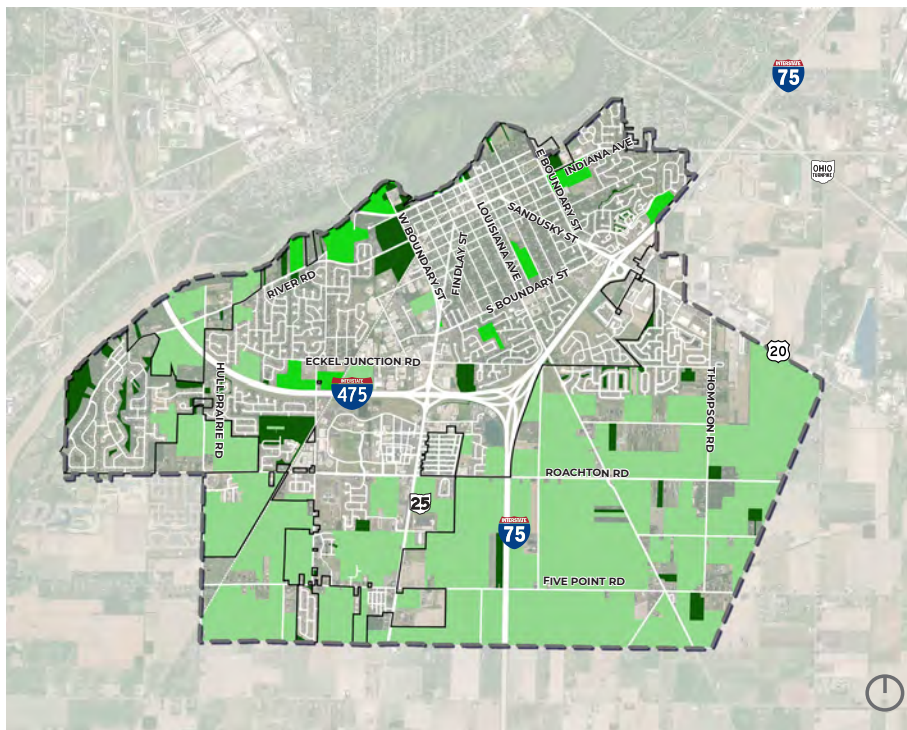 INTERSTATE
75
OHIO
TURNPIKE
INDIANA AVE
E BOUNDARY ST
SANDUSKY ST
LOUISIANA AVE
W BOUNDARY ST
FINDLAY ST
S BOUNDARY ST
RIVER RD
ECKEL JUNCTION RD
INTERSTATE
475
HULL PRAIRIE RD
20
THOMPSON RD
ROACHTON RD
25
INTERSTATE
75
FIVE POINT RD